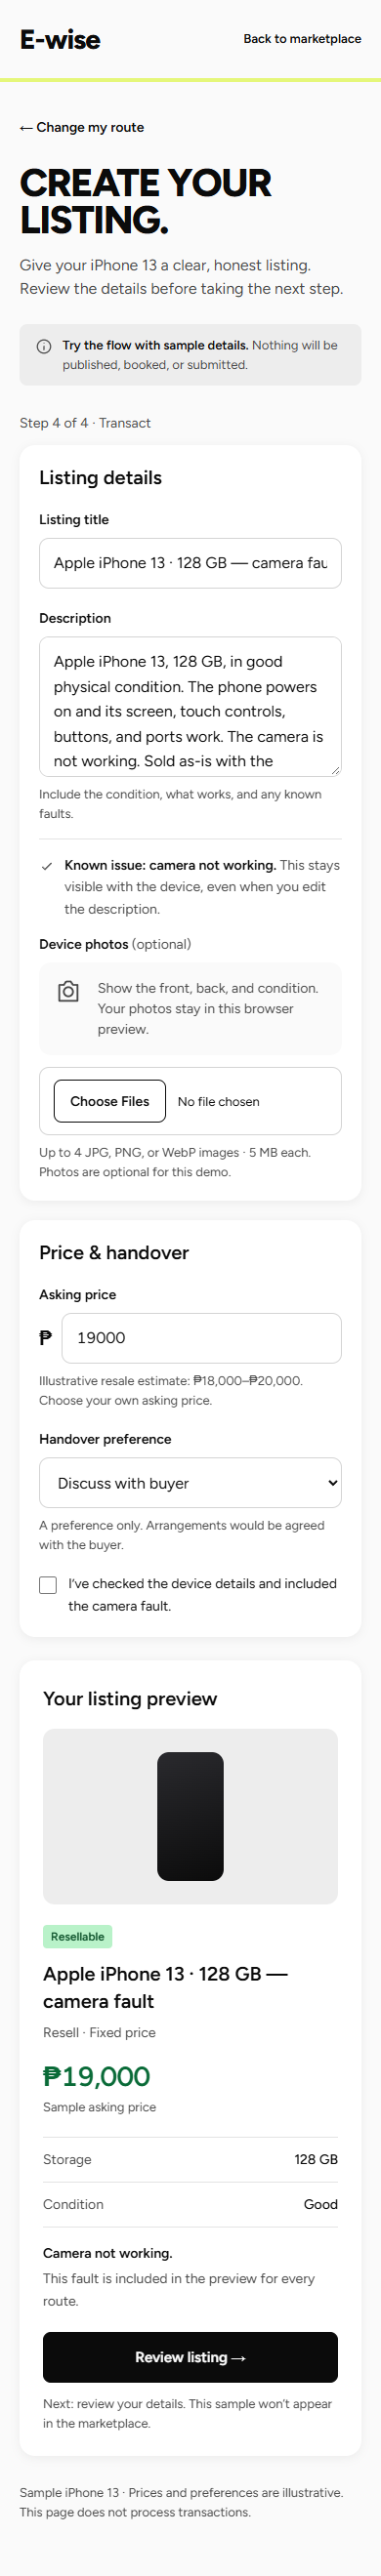 E-wise
Back to marketplace
← Change my route
CREATE YOUR
LISTING.
Give your iPhone 13 a clear, honest listing.
Review the details before taking the next step.
Try the flow with sample details. Nothing will be
published, booked, or submitted.
Step 4 of 4 · Transact
Listing details
Listing title
Apple iPhone 13 · 128 GB — camera fau
Description
Apple iPhone 13, 128 GB, in good
physical condition. The phone powers
on and its screen, touch controls,
buttons, and ports work. The camera is
not working. Sold as-is with the
Include the condition, what works, and any known
faults.
Known issue: camera not working. This stays
visible with the device, even when you edit
the description.
Device photos (optional)
Show the front, back, and condition.
Your photos stay in this browser
preview.
Choose Files No file chosen
Up to 4 JPG, PNG, or WebP images · 5 MB each.
Photos are optional for this demo.
Price & handover
Asking price
₱ 19000
Illustrative resale estimate: ₱18,000–₱20,000.
Choose your own asking price.
Handover preference
Discuss with buyer
A preference only. Arrangements would be agreed
with the buyer.
I've checked the device details and included
the camera fault.
Your listing preview
Resellable
Apple iPhone 13 · 128 GB —
camera fault
Resell · Fixed price
₱19,000
Sample asking price
Storage 128 GB
Condition Good
Camera not working.
This fault is included in the preview for every
route.
Review listing →
Next: review your details. This sample won't appear
in the marketplace.
Sample iPhone 13 · Prices and preferences are illustrative.
This page does not process transactions.